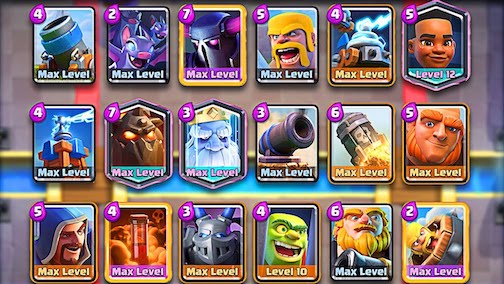 4 2 7 5 4 5
Max Level Max Level Max Level Max Level Max Level Level 12
4 7 3 3 6 5
Max Level Max Level Max Level Max Level Max Level Max Level
5 4 3 4 6 2
Max Level Max Level Max Level Level 10 Max Level Max Level